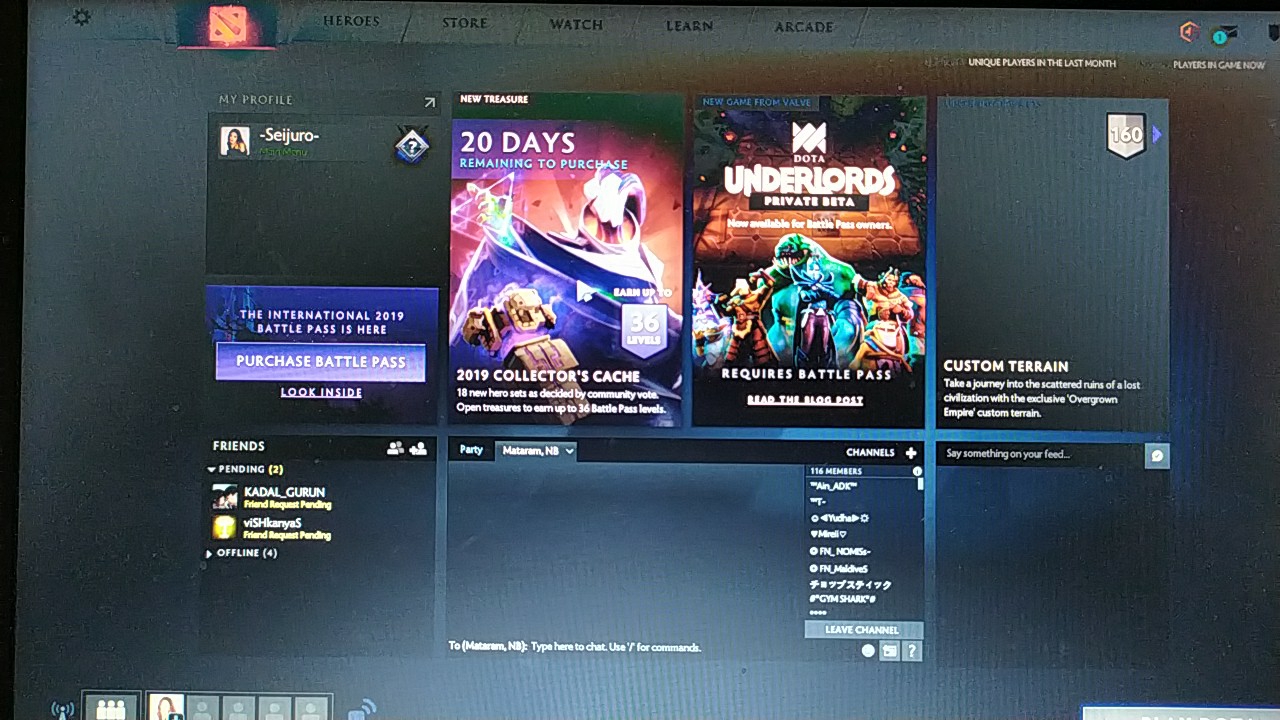 HEROES
STORE
WATCH
LEARN
ARCADE
1
UNIQUE PLAYERS IN THE LAST MONTH
PLAYERS IN GAME NOW
MY PROFILE
-Seijuro-
Main Menu
?
THE INTERNATIONAL 2019
BATTLE PASS IS HERE
PURCHASE BATTLE PASS
LOOK INSIDE
NEW TREASURE
20 DAYS
REMAINING TO PURCHASE
EARN UP TO
36
LEVELS
2019 COLLECTOR'S CACHE
18 new hero sets as decided by community vote.
Open treasures to earn up to 36 Battle Pass levels.
NEW GAME FROM VALVE
DOTA
UNDERLORDS
PRIVATE BETA
Now available for Battle Pass owners.
REQUIRES BATTLE PASS
READ THE BLOG POST
160
CUSTOM TERRAIN
Take a journey into the scattered ruins of a lost
civilization with the exclusive 'Overgrown
Empire' custom terrain.
FRIENDS
PENDING (2)
KADAL_GURUN
Friend Request Pending
viSHkanyaS
Friend Request Pending
OFFLINE (4)
Party
Mataram, NB
CHANNELS
116 MEMBERS
™Ain_ADK™
™T-
☼⫷Yudha⫸☼
♥Mireii♡
✪ FN_NOMISs-
✪ FN_MaldiveS
チョップスティック
#"GYM SHARK"#
****
LEAVE CHANNEL
To (Mataram, NB): Type here to chat. Use '/' for commands.
?
Say something on your feed...